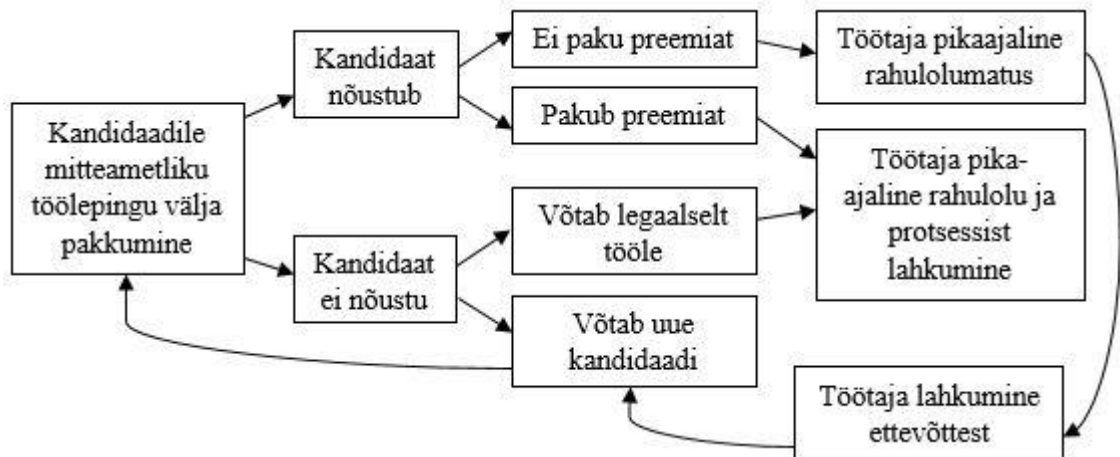 Kandidaadile
mitteametliku
töölepingu välja
pakkumine
Kandidaat
nõustub
Kandidaat
ei nõustu
Ei paku preemiat
Pakub preemiat
Võtab legaalselt
tööle
Võtab uue
kandidaadi
Töötaja pikaajaline
rahulolumatus
Töötaja pika-
ajaline rahulolu ja
protsessist
lahkumine
Töötaja lahkumine
ettevõttest